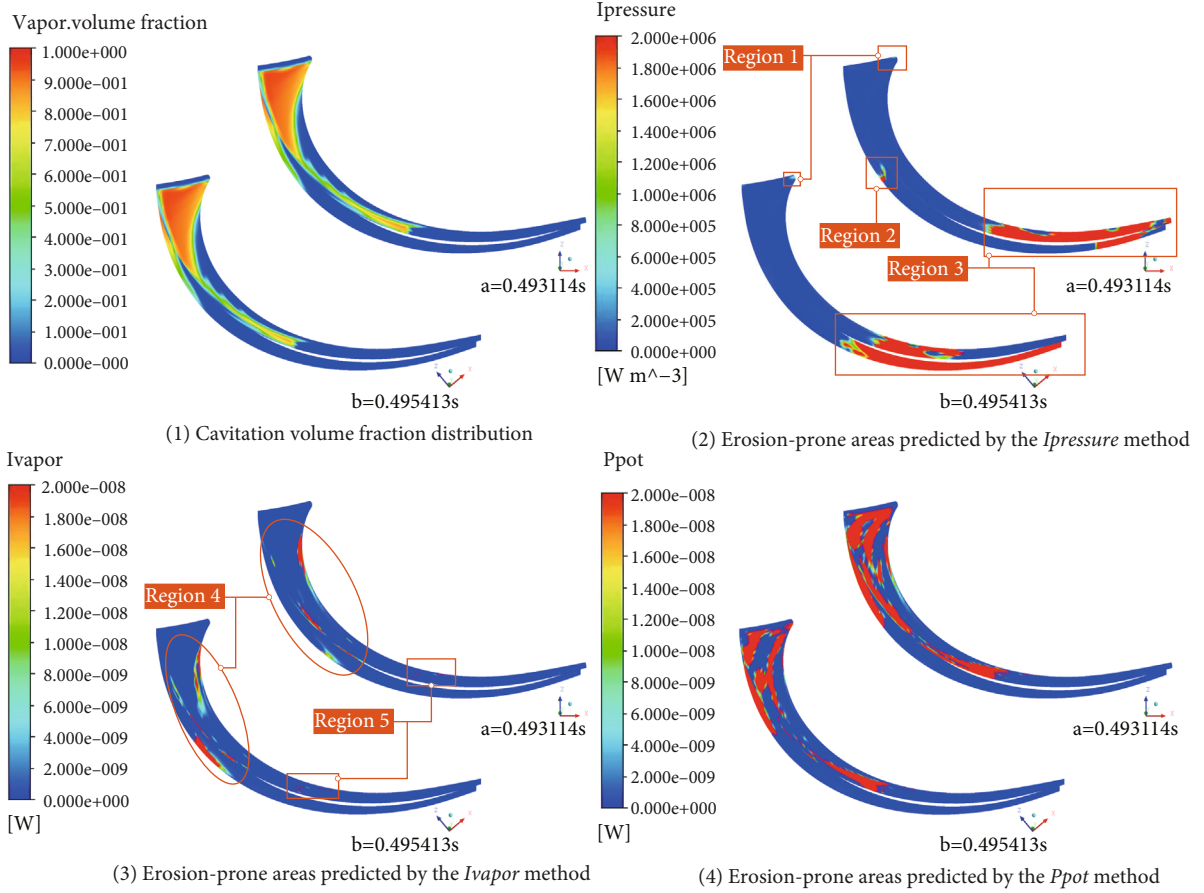 Vapor.volume fraction
1.000e+000
9.000e-001
8.000e-001
7.000e-001
6.000e-001
5.000e-001
4.000e-001
3.000e-001
2.000e-001
1.000e-001
0.000e-000
a=0.493114s
b=0.495413s
(1) Cavitation volume fraction distribution
Ipressure
2.000e+006
1.800e+006
1.600e+006
1.400e+006
1.200e+006
1.000e+006
8.000e+005
6.000e+005
4.000e+005
2.000e+005
0.000e+000
[W m^−3]
Region 1
Region 2
Region 3
a=0.493114s
b=0.495413s
(2) Erosion-prone areas predicted by the Ipressure method
Ivapor
2.000e−008
1.800e−008
1.600e−008
1.400e−008
1.200e−008
1.000e−008
8.000e−009
6.000e−009
4.000e−009
2.000e−009
0.000e+000
[W]
Region 4
Region 5
a=0.493114s
b=0.495413s
(3) Erosion-prone areas predicted by the Ivapor method
Ppot
2.000e−008
1.800e−008
1.600e−008
1.400e−008
1.200e−008
1.000e−008
8.000e−009
6.000e−009
4.000e−009
2.000e−009
0.000e+000
[W]
a=0.493114s
b=0.495413s
(4) Erosion-prone areas predicted by the Ppot method